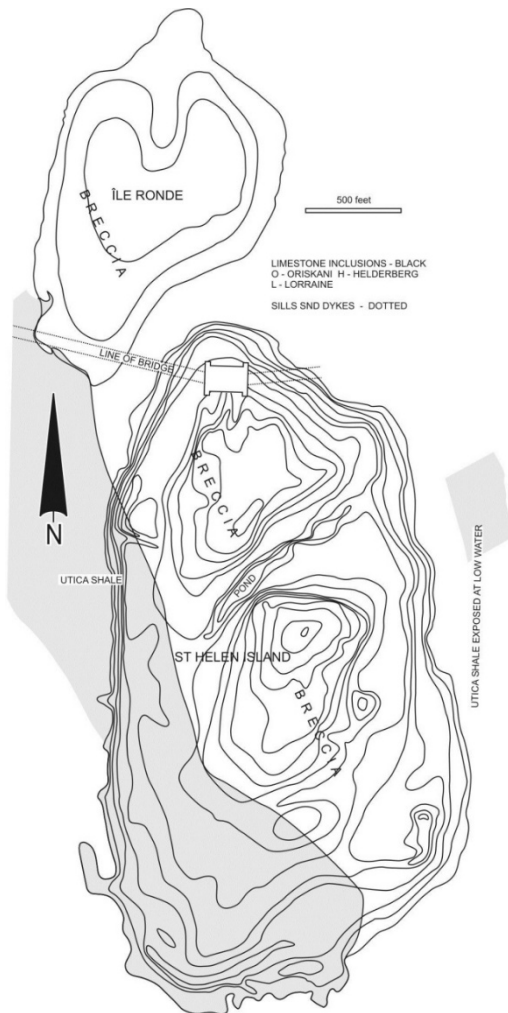 ÎLE RONDE
BRECCIA
500 feet
LIMESTONE INCLUSIONS - BLACK
O - ORISKANI H - HELDERBERG
L - LORRAINE
SILLS SND DYKES - DOTTED
LINE OF BRIDGE
BRECCIA
N
UTICA SHALE
POND
UTICA SHALE EXPOSED AT LOW WATER
ST HELEN ISLAND
BRECCIA